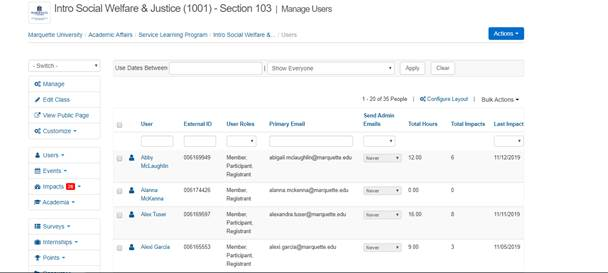 Intro Social Welfare & Justice (1001) - Section 103 | Manage Users
Marquette University / Academic Affairs / Service Learning Program / Intro Social Welfare &... / Users
Actions
- Switch -
Use Dates Between
| Show Everyone
Apply
Clear
Manage
Edit Class
View Public Page
Customize
Users
Events
Impacts
Academia
Surveys
Internships
Points
1 - 20 of 35 People | Configure Layout | Bulk Actions
User External ID User Roles Primary Email Send Admin Emails Total Hours Total Impacts Last Impact
Abby McLaughlin 006169949 Member, Participant, Registrant abigail.mclaughlin@marquette.edu Never 12.00 6 11/12/2019
Alanna McKenna 006174426 Member, Participant, Registrant alanna.mckenna@marquette.edu Never 0.00 0
Alex Tuser 006169597 Member, Participant, Registrant alexandra.tuser@marquette.edu Never 16.00 8 11/11/2019
Alexi Garcia 006165553 Member, Participant, Registrant alexi.garcia@marquette.edu Never 9.00 3 11/05/2019